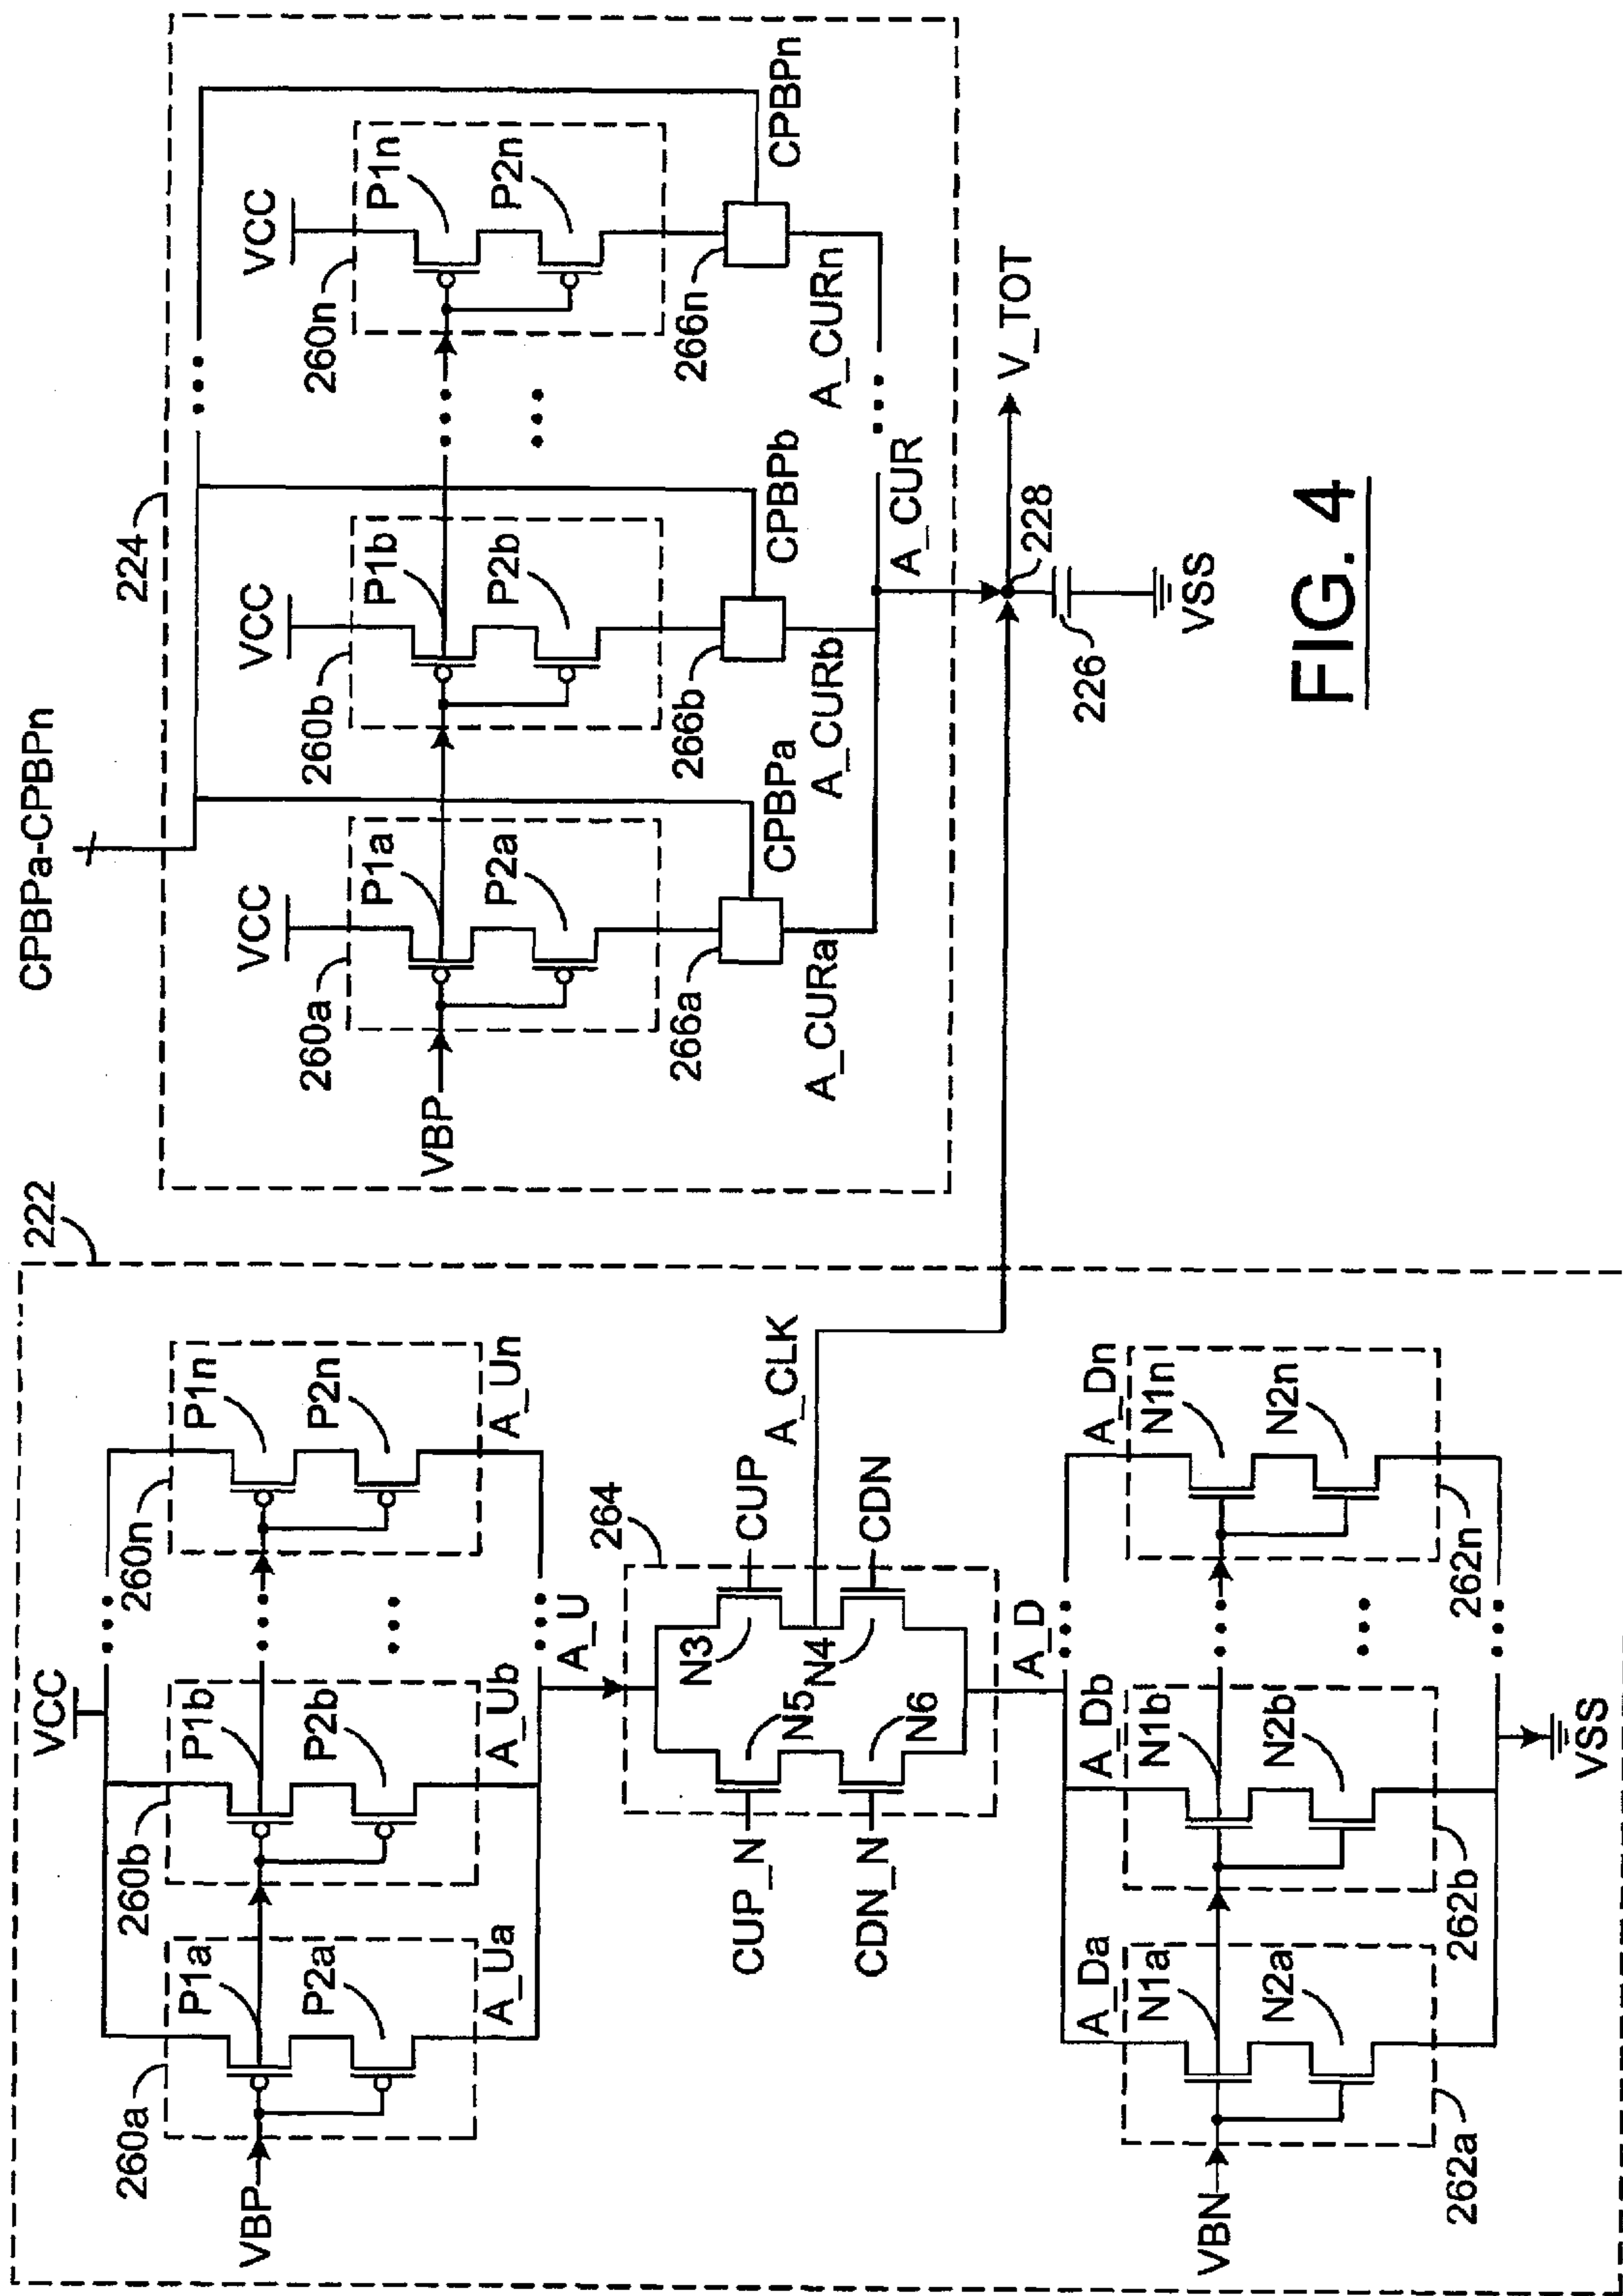 222
VCC
260a
P1a
P2a
VBP
A_Ua
260b
P1b
P2b
A_Ub
260n
P1n
P2n
A_Un
A_U
264
CUP_N
N5
N3
CUP
CDN_N
N6
N4
CDN
A_CLK
A_D
A_Da
A_Db
A_Dn
VBN
N1a
N2a
262a
N1b
N2b
262b
N1n
N2n
262n
VSS
CPBPa-CPBPn
224
VCC
260a
P1a
P2a
VBP
266a
CPBPa
A_CURa
VCC
260b
P1b
P2b
266b
CPBPb
A_CURb
VCC
260n
P1n
P2n
266n
CPBPn
A_CURn
A_CUR
V_TOT
228
226
VSS
FIG. 4